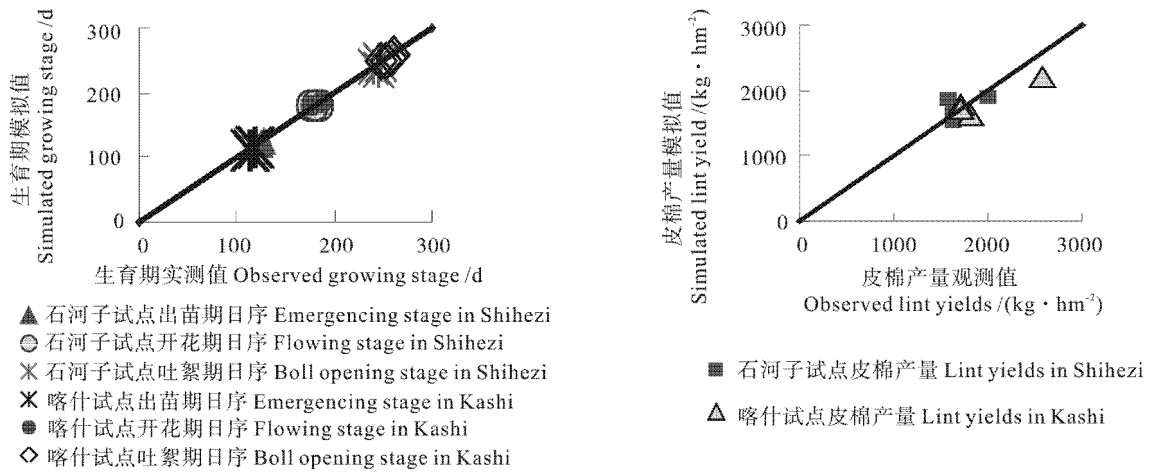 300
200
100
0
生育期模拟值
Simulated growing stage /d
0 100 200 300
生育期实测值 Observed growing stage /d
石河子试点出苗期日序 Emergencing stage in Shihezi
石河子试点开花期日序 Flowing stage in Shihezi
石河子试点吐絮期日序 Boll opening stage in Shihezi
喀什试点出苗期日序 Emergencing stage in Kashi
喀什试点开花期日序 Flowing stage in Kashi
喀什试点吐絮期日序 Boll opening stage in Kashi
3000
2000
1000
0
皮棉产量模拟值
Simulated lint yield /(kg·hm⁻²)
0 1000 2000 3000
皮棉产量观测值
Observed lint yields /(kg·hm⁻²)
石河子试点皮棉产量 Lint yields in Shihezi
喀什试点皮棉产量 Lint yields in Kashi